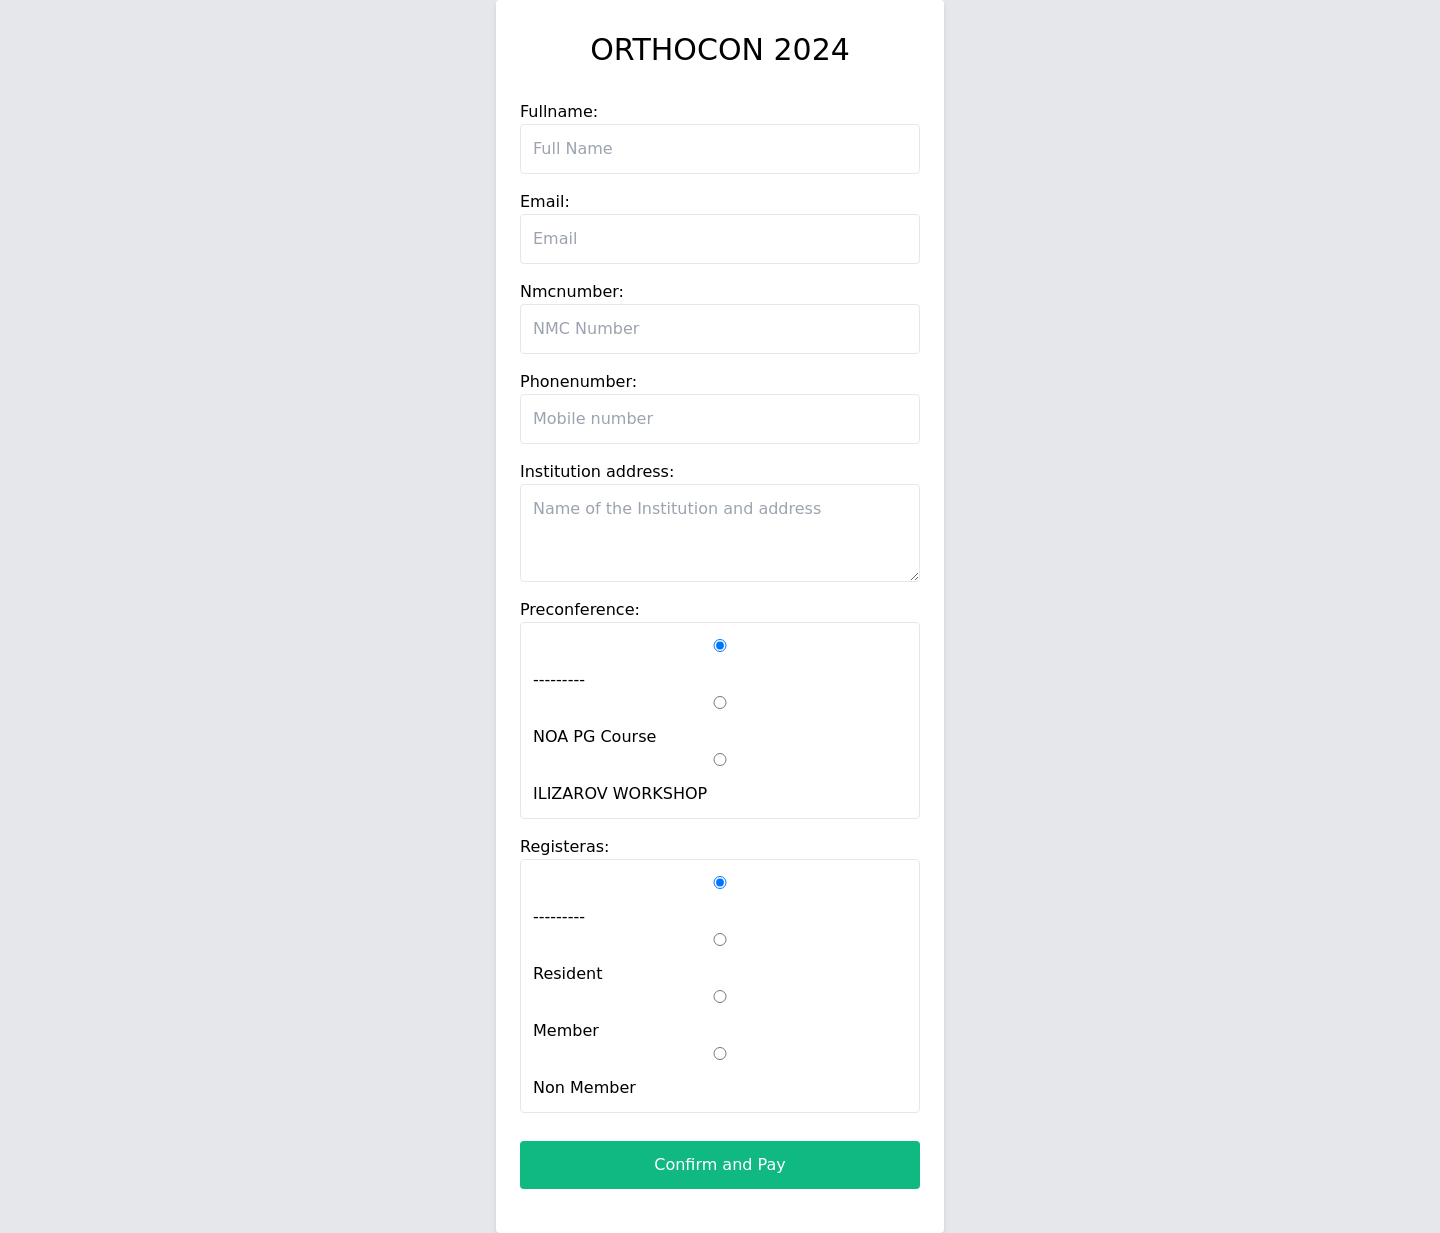 ORTHOCON 2024
Fullname:
Full Name
Email:
Email
Nmcnumber:
NMC Number
Phonenumber:
Mobile number
Institution address:
Name of the Institution and address
Preconference:
---------
NOA PG Course
ILIZAROV WORKSHOP
Registeras:
---------
Resident
Member
Non Member
Confirm and Pay